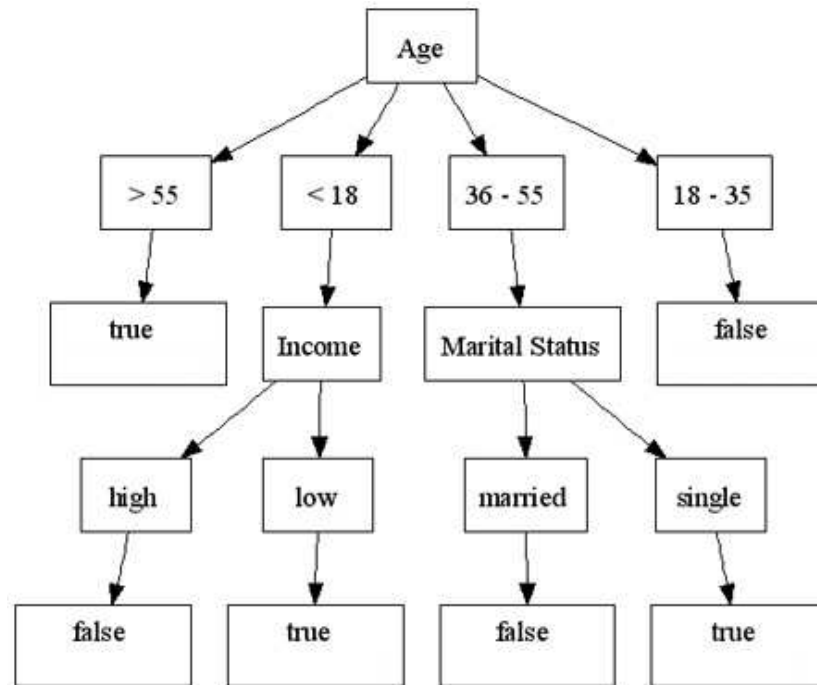 Age
> 55
< 18
36 - 55
18 - 35
true
Income
Marital Status
false
high
low
married
single
false
true
false
true